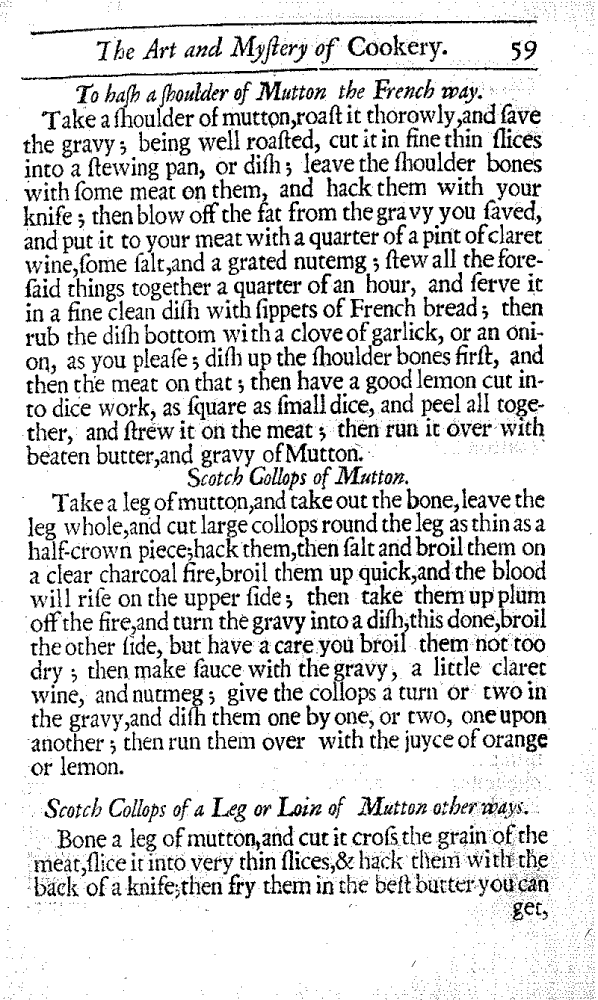 The Art and Myſtery of Cookery. 59
To haſh a ſhoulder of Mutton the French way.
Take a ſhoulder of mutton,roaſt it thorowly,and ſave
the gravy; being well roaſted, cut it in fine thin ſlices
into a ſtewing pan, or diſh; leave the ſhoulder bones
with ſome meat on them, and hack them with your
knife; then blow off the fat from the gravy you ſaved,
and put it to your meat with a quarter of a pint of claret
wine,ſome ſalt,and a grated nutemg; ſtew all the fore-
ſaid things together a quarter of an hour, and ſerve it
in a fine clean diſh with ſippets of French bread; then
rub the diſh bottom with a clove of garlick, or an oni-
on, as you pleaſe; diſh up the ſhoulder bones firſt, and
then the meat on that; then have a good lemon cut in-
to dice work, as ſquare as ſmall dice, and peel all toge-
ther, and ſtrew it on the meat; then run it over with
beaten butter,and gravy of Mutton.
Scotch Collops of Mutton.
Take a leg of mutton,and take out the bone,leave the
leg whole,and cut large collops round the leg as thin as a
half-crown piece;hack them,then ſalt and broil them on
a clear charcoal fire,broil them up quick,and the blood
will riſe on the upper ſide; then take them up plum
off the fire,and turn the gravy into a diſh,this done,broil
the other ſide, but have a care you broil them not too
dry; then make ſauce with the gravy, a little claret
wine, and nutmeg; give the collops a turn or two in
the gravy,and diſh them one by one, or two, one upon
another; then run them over with the juyce of orange
or lemon.
Scotch Collops of a Leg or Loin of Mutton other ways.
Bone a leg of mutton,and cut it croſs the grain of the
meat,ſlice it into very thin ſlices,& hack them with the
back of a knife;then fry them in the beſt butter you can
get,